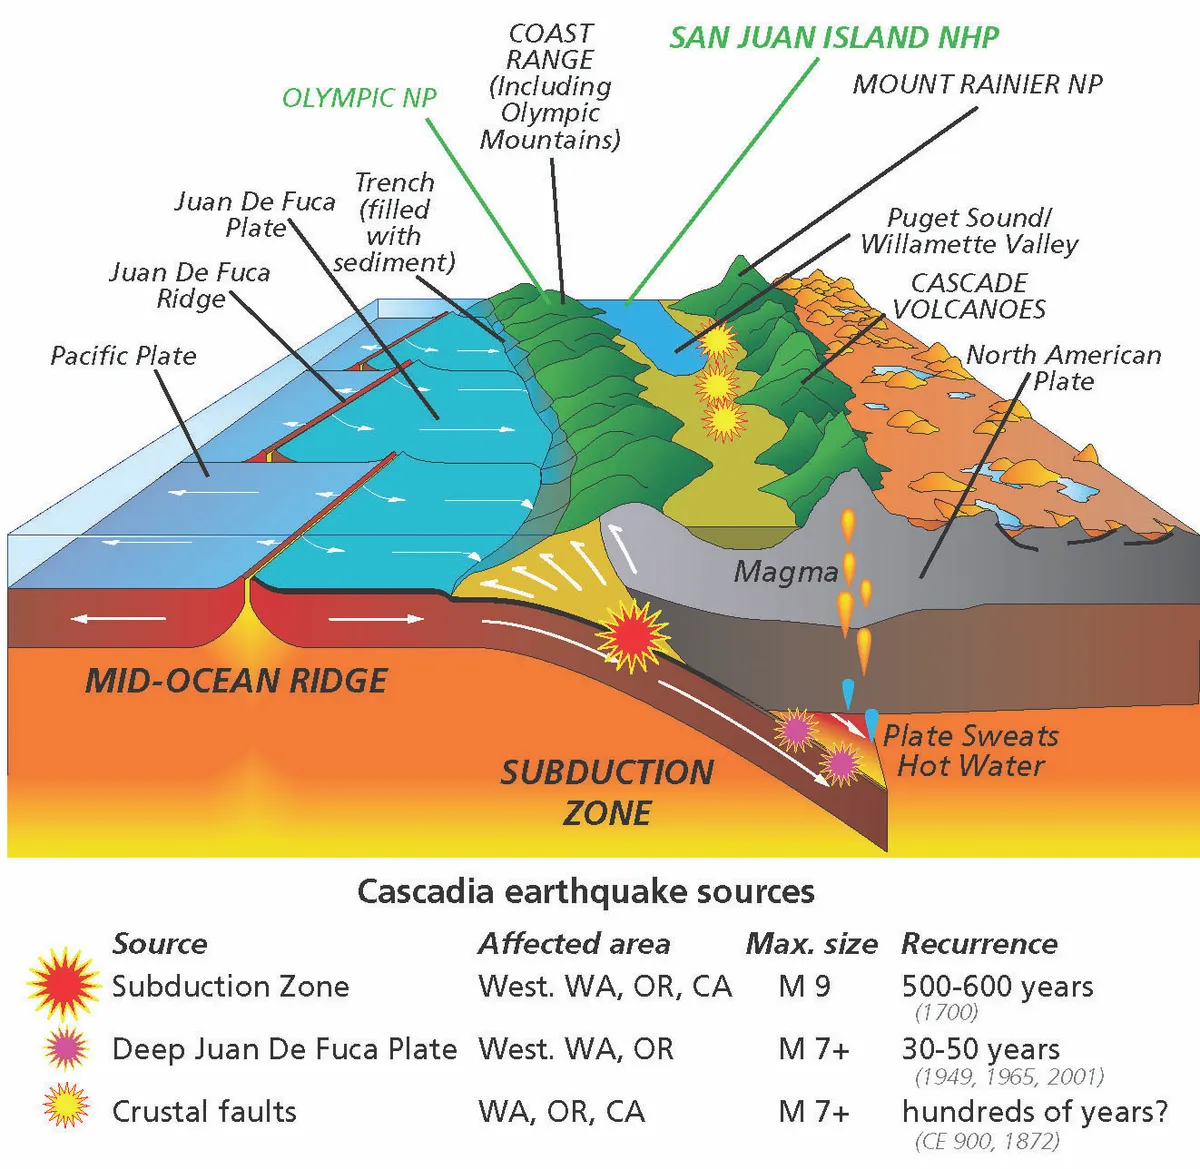 COAST
RANGE
(Including
Olympic
Mountains)
SAN JUAN ISLAND NHP
MOUNT RAINIER NP
OLYMPIC NP
Trench
(filled
with
sediment)
Juan De Fuca
Plate
Puget Sound/
Willamette Valley
Juan De Fuca
Ridge
CASCADE
VOLCANOES
Pacific Plate
North American
Plate
Magma
MID-OCEAN RIDGE
SUBDUCTION
ZONE
Plate Sweats
Hot Water
Cascadia earthquake sources
Source Affected area Max. size Recurrence
Subduction Zone West. WA, OR, CA M 9 500-600 years
(1700)
Deep Juan De Fuca Plate West. WA, OR M 7+ 30-50 years
(1949, 1965, 2001)
Crustal faults WA, OR, CA M 7+ hundreds of years?
(CE 900, 1872)